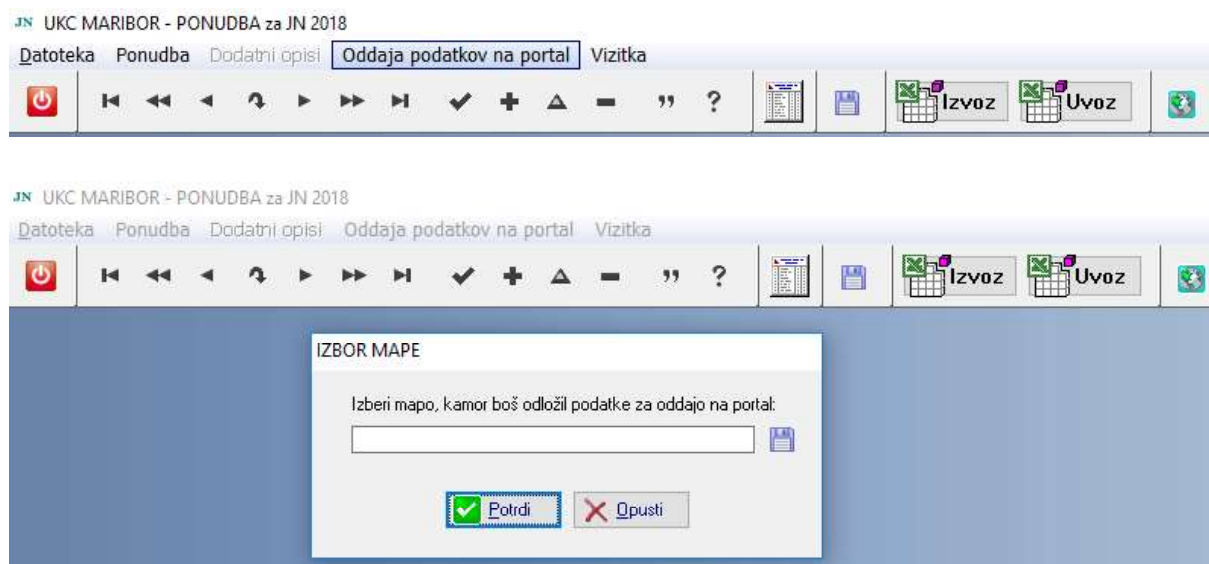 JN UKC MARIBOR - PONUDBA za JN 2018
Datoteka Ponudba Dodatni opisi Oddaja podatkov na portal Vizitka
? Izvoz Uvoz
JN UKC MARIBOR - PONUDBA za JN 2018
Datoteka Ponudba Dodatni opisi Oddaja podatkov na portal Vizitka
? Izvoz Uvoz
IZBOR MAPE
Izberi mapo, kamor boš odložil podatke za oddajo na portal:
Potrdi Opusti